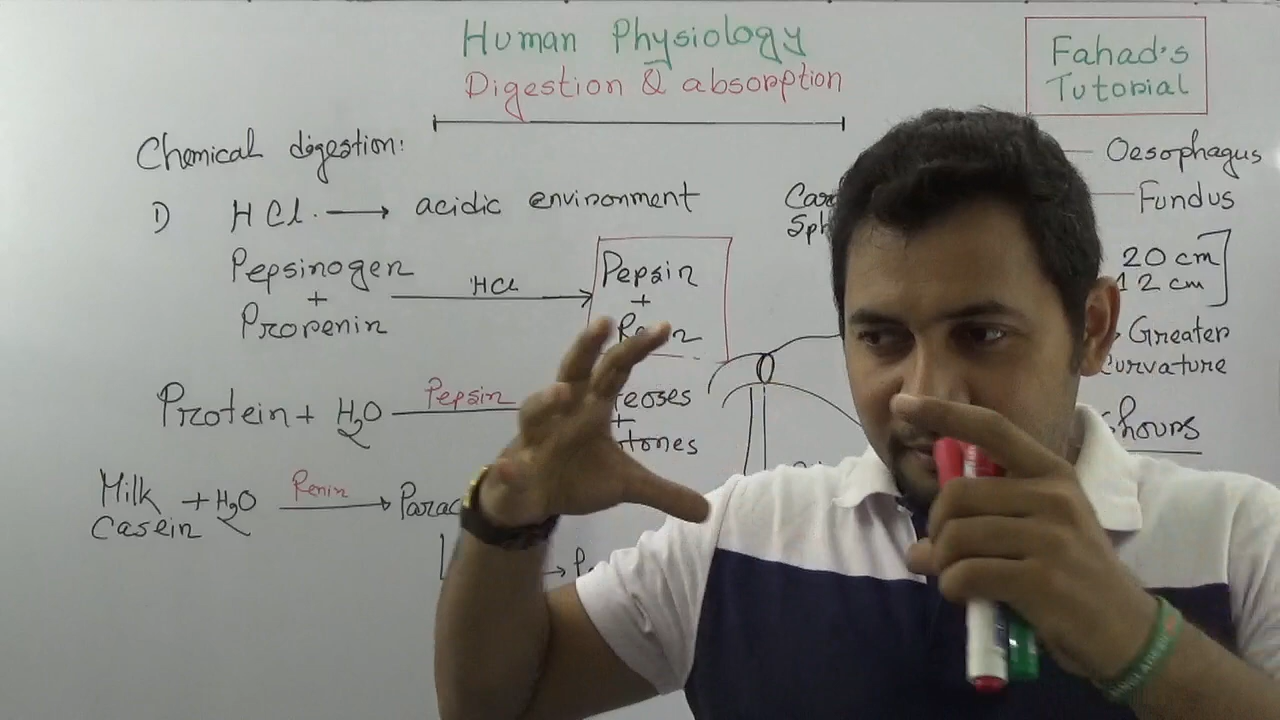 Human Physiology
Digestion & absorption
Fahad's
Tutorial
Chemical digestion:
1) HCl. → acidic environment
Pepsinogen
+
Prorenin
HCl
Pepsin
+
Protein + H2O
Pepsin
Milk
casein
+ H2O
Renin
Oesophagus
Fundus
20 cm
12 cm
Greater
Curvature
hours